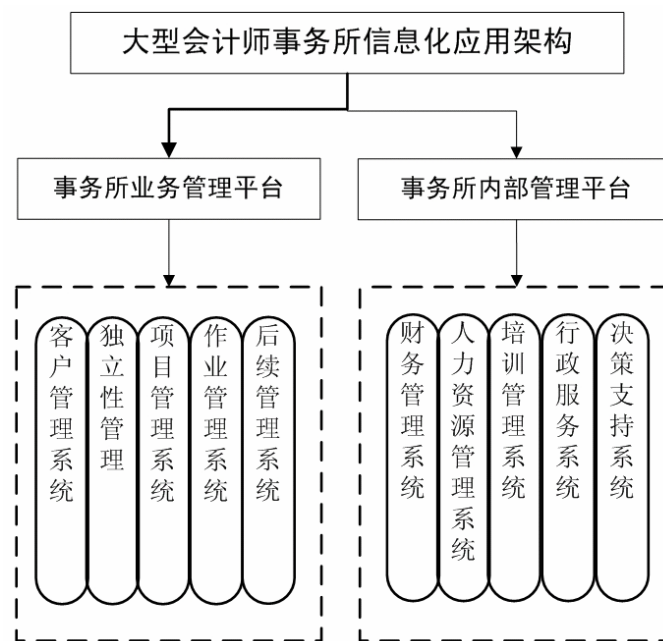 大型会计师事务所信息化应用架构
事务所业务管理平台
事务所内部管理平台
客户管理系统
独立性管理
项目管理系统
作业管理系统
后续管理系统
财务管理系统
人力资源管理系统
培训管理系统
行政服务系统
决策支持系统